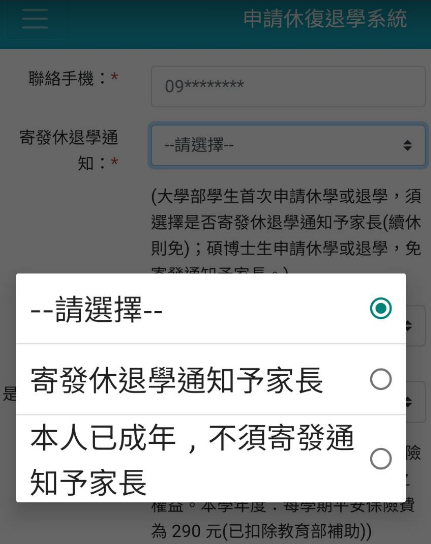 申請休復退學系統
聯絡手機：*
09********
寄發休退學通
知：*
--請選擇--
(大學部學生首次申請休學或退學，須
選擇是否寄發休退學通知予家長(續休
則免)；碩博士生申請休學或退學，免
寄發通知予家長。)
--請選擇--
寄發休退學通知予家長
是
本人已成年，不須寄發通
知予家長
險
權益。本學年度：每學期平安保險費
為 290 元(已扣除教育部補助))